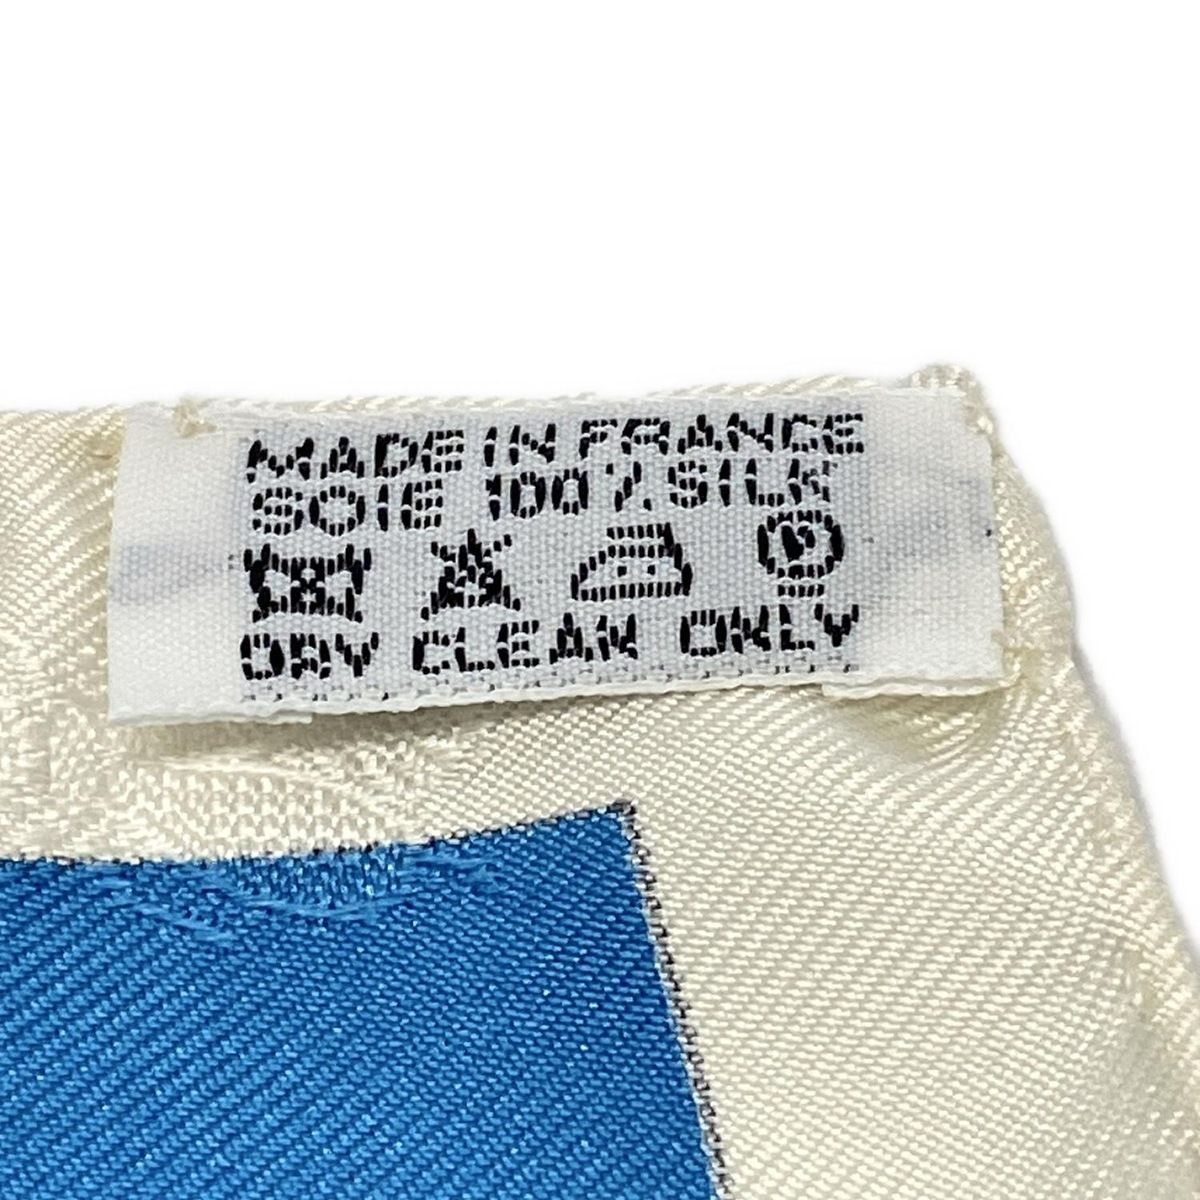 MADE IN FRANCE
SOIE 100% SILK
P
DRY CLEAN ONLY